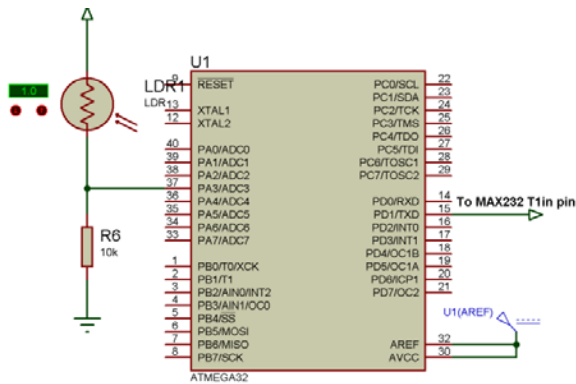 U1
1.0
LDR1
LDR
9 RESET
13 XTAL1
12 XTAL2
40 PA0/ADC0
39 PA1/ADC1
38 PA2/ADC2
37 PA3/ADC3
36 PA4/ADC4
35 PA5/ADC5
34 PA6/ADC6
33 PA7/ADC7
1 PB0/T0/XCK
2 PB1/T1
3 PB2/AIN0/INT2
4 PB3/AIN1/OC0
5 PB4/SS
6 PB5/MOSI
7 PB6/MISO
8 PB7/SCK
PC0/SCL 22
PC1/SDA 23
PC2/TCK 24
PC3/TMS 25
PC4/TDO 26
PC5/TDI 27
PC6/TOSC1 28
PC7/TOSC2 29
PD0/RXD 14
PD1/TXD 15
PD2/INT0 16
PD3/INT1 17
PD4/OC1B 18
PD5/OC1A 19
PD6/ICP1 20
PD7/OC2 21
AREF 32
AVCC 30
To MAX232 T1in pin
R6
10k
U1(AREF)
ATMEGA32